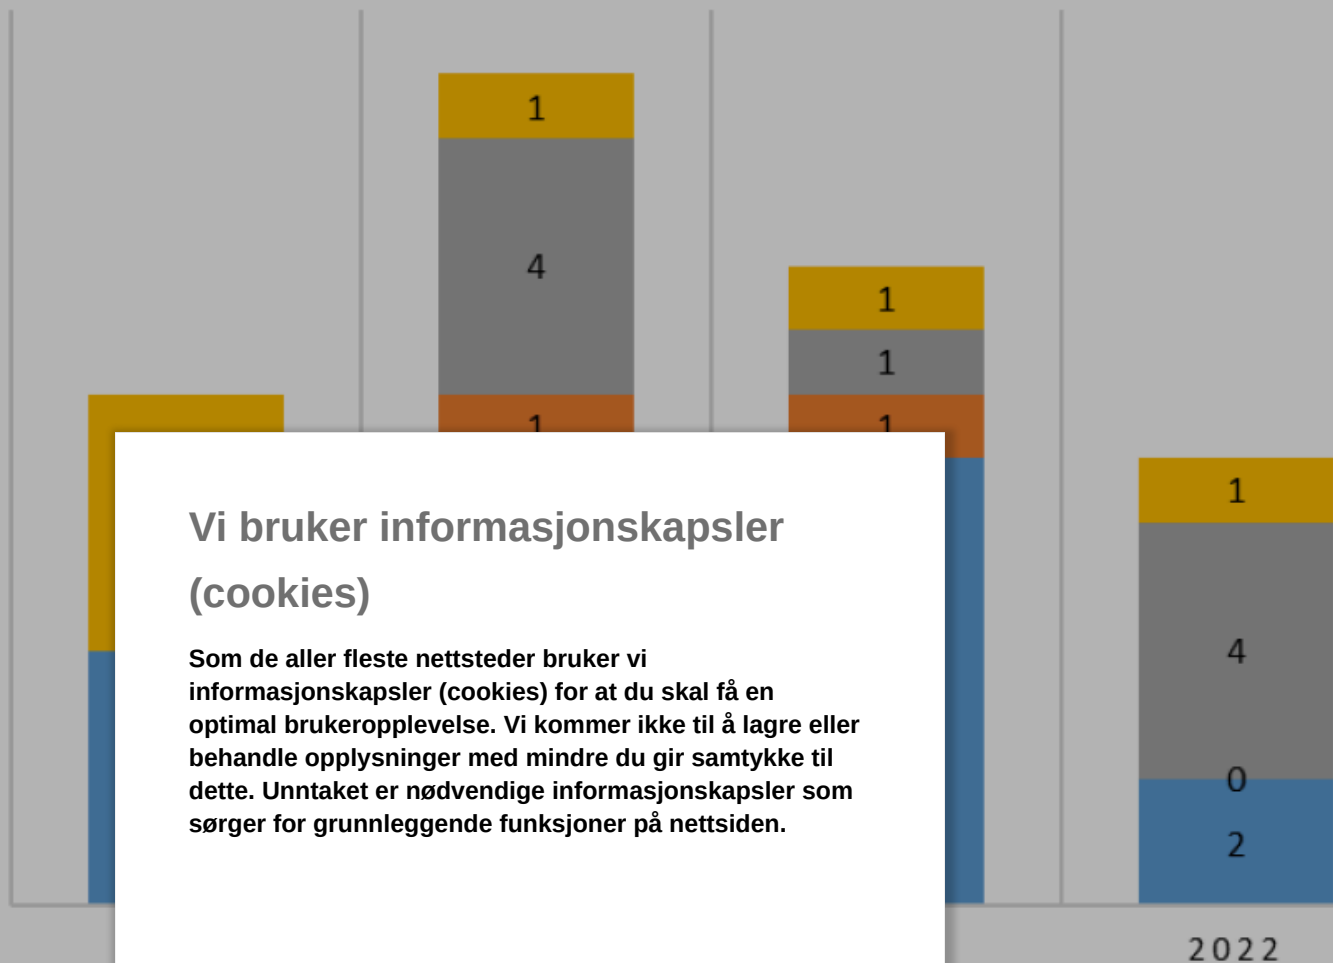 1
4
1
1
1
1
1
4
0
2
2022
Vi bruker informasjonskapsler
(cookies)
Som de aller fleste nettsteder bruker vi
informasjonskapsler (cookies) for at du skal få en
optimal brukeropplevelse. Vi kommer ikke til å lagre eller
behandle opplysninger med mindre du gir samtykke til
dette. Unntaket er nødvendige informasjonskapsler som
sørger for grunnleggende funksjoner på nettsiden.